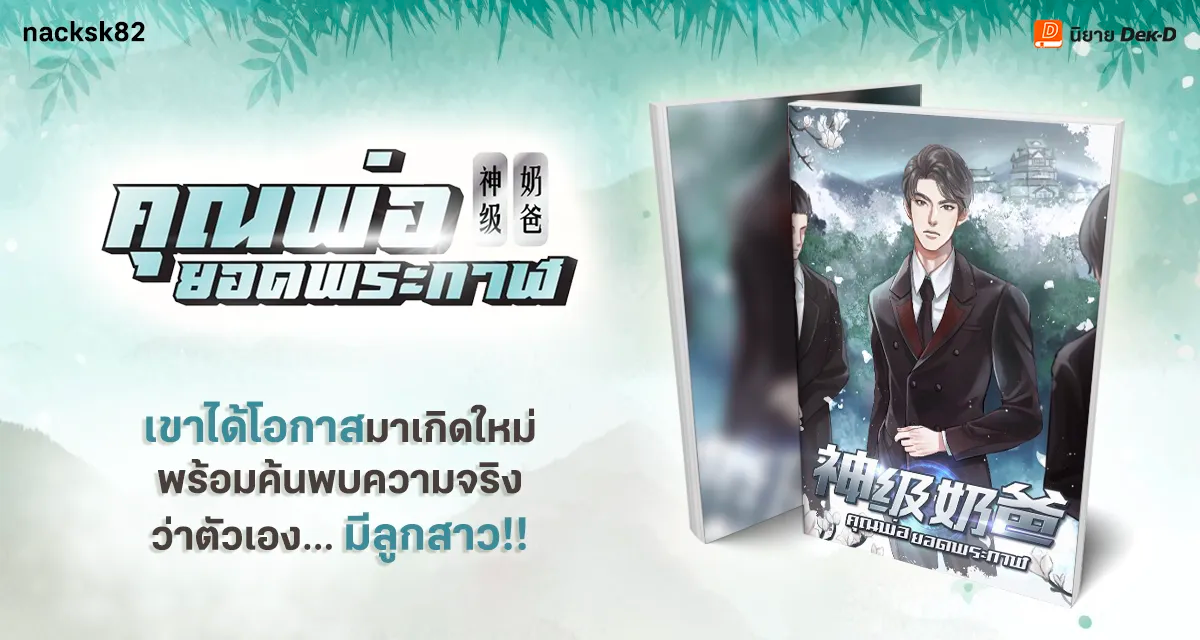 nacksk82
นิยาย Dek-D
คุณพ่อ
ยอดพระกาฬ
神级
奶爸
เขาได้โอกาสมาเกิดใหม่
พร้อมค้นพบความจริง
ว่าตัวเอง... มีลูกสาว!!
神级奶爸
คุณพ่อยอดพระกาฬ